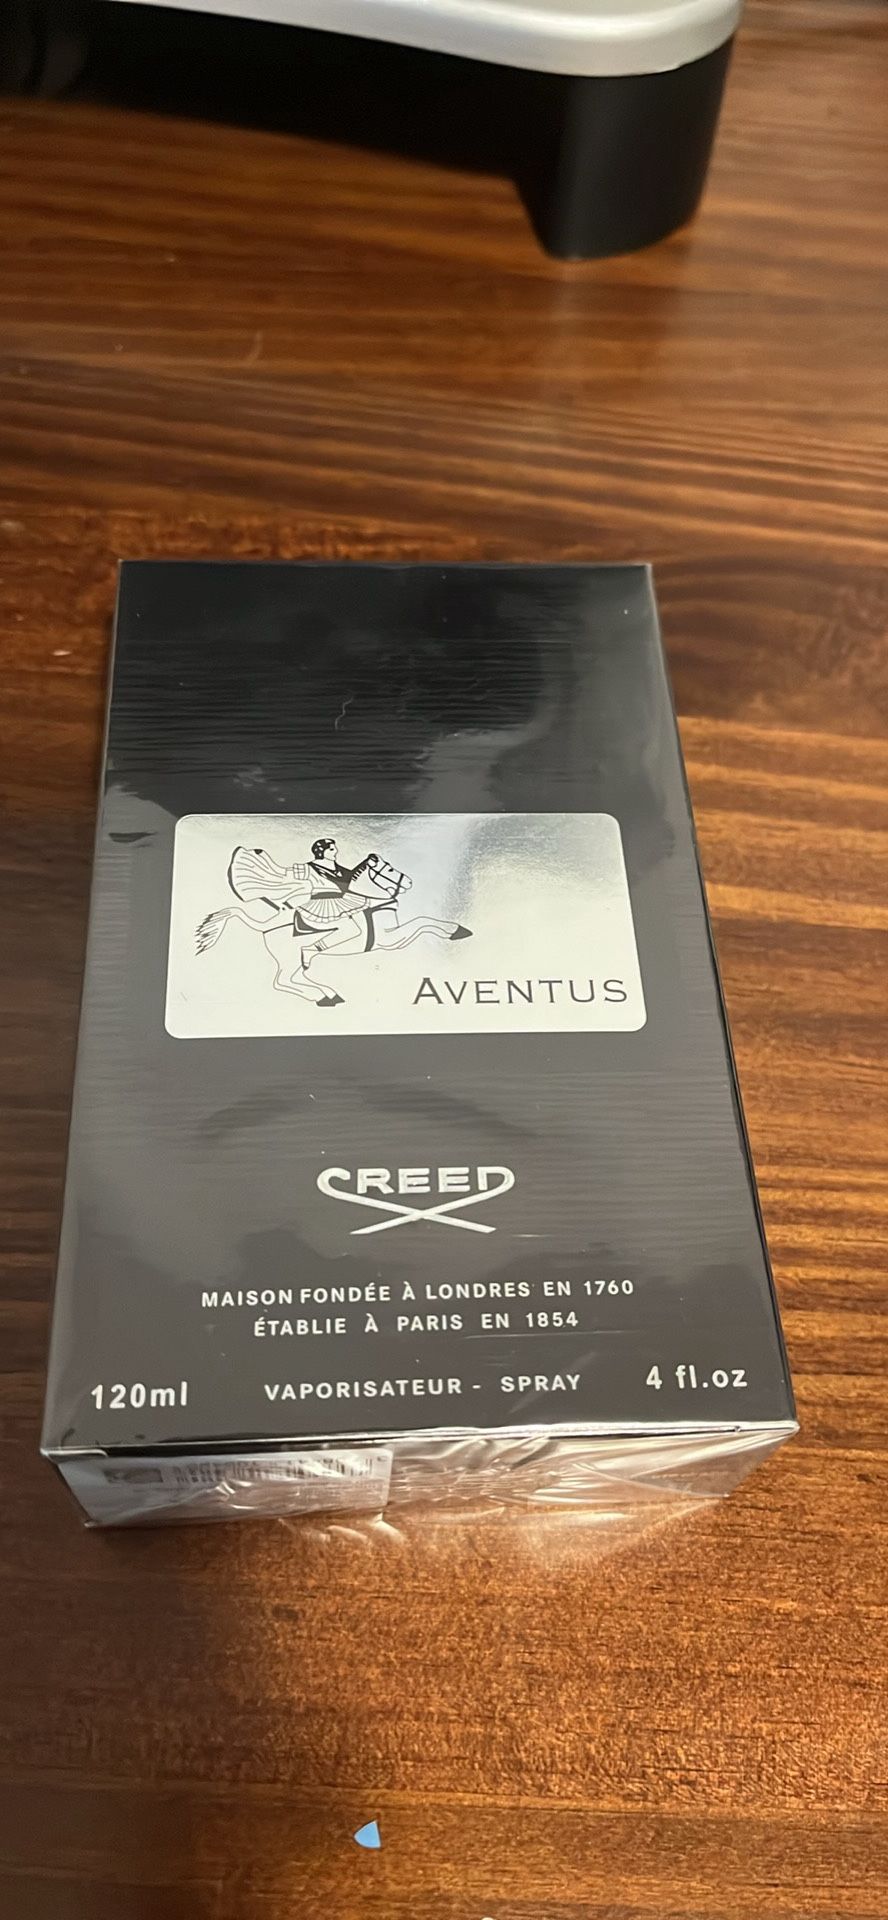 AVENTUS
CREED
MAISON FONDÉE À LONDRES EN 1760
ÉTABLIE À PARIS EN 1854
120ml VAPORISATEUR - SPRAY 4 fl.oz